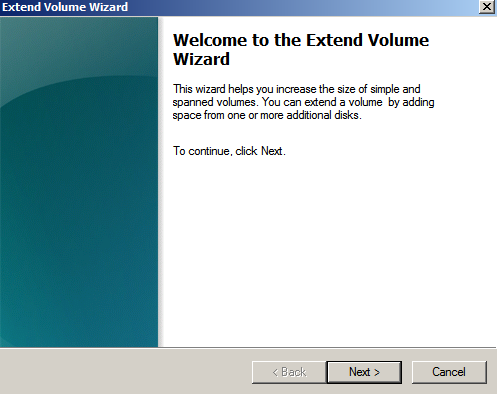 Extend Volume Wizard
Welcome to the Extend Volume
Wizard
This wizard helps you increase the size of simple and
spanned volumes. You can extend a volume by adding
space from one or more additional disks.
To continue, click Next.
< Back
Next >
Cancel